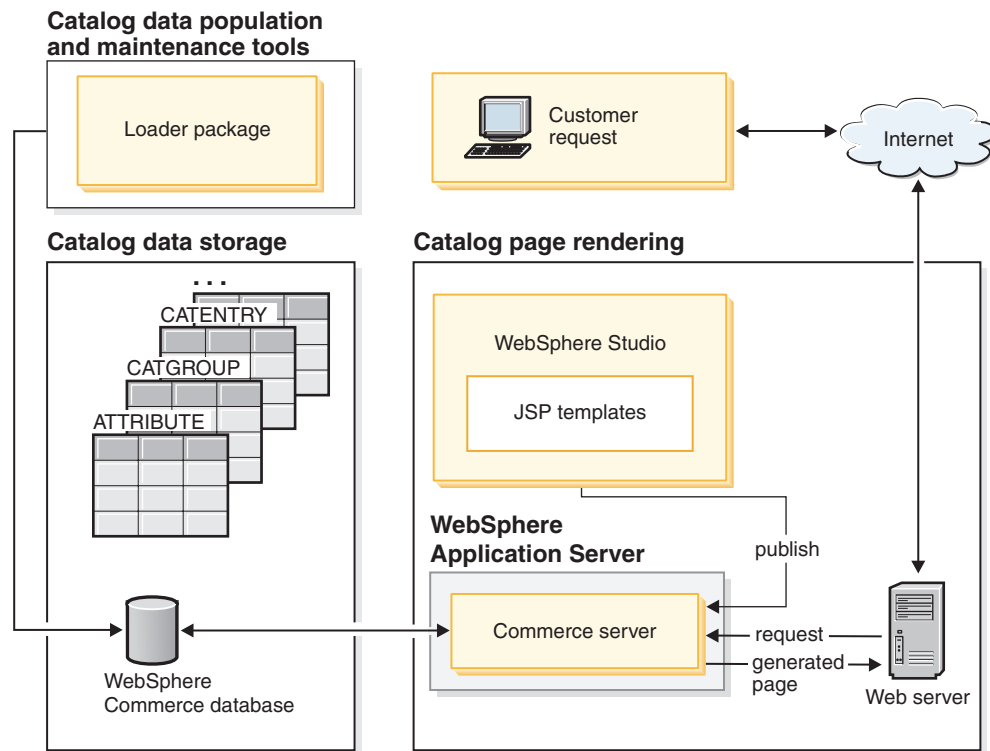 Catalog data population
and maintenance tools
Loader package
Customer
request
Internet
Catalog data storage
...
CATENTRY
CATGROUP
ATTRIBUTE
WebSphere
Commerce database
Catalog page rendering
WebSphere Studio
JSP templates
WebSphere
Application Server
publish
Commerce server
request
generated
page
Web server